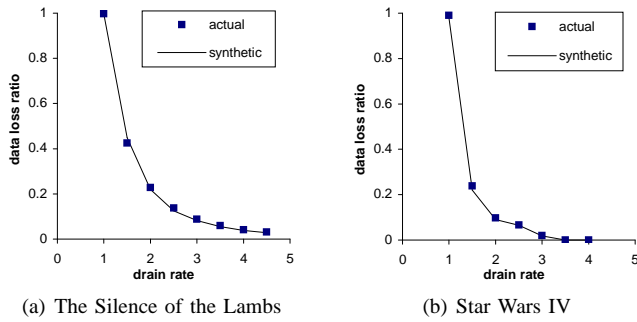 1
0.8
0.6
0.4
0.2
0
data loss ratio
actual
synthetic
0 1 2 3 4 5
drain rate
(a) The Silence of the Lambs
1
0.8
0.6
0.4
0.2
0
data loss ratio
actual
synthetic
0 1 2 3 4 5
drain rate
(b) Star Wars IV